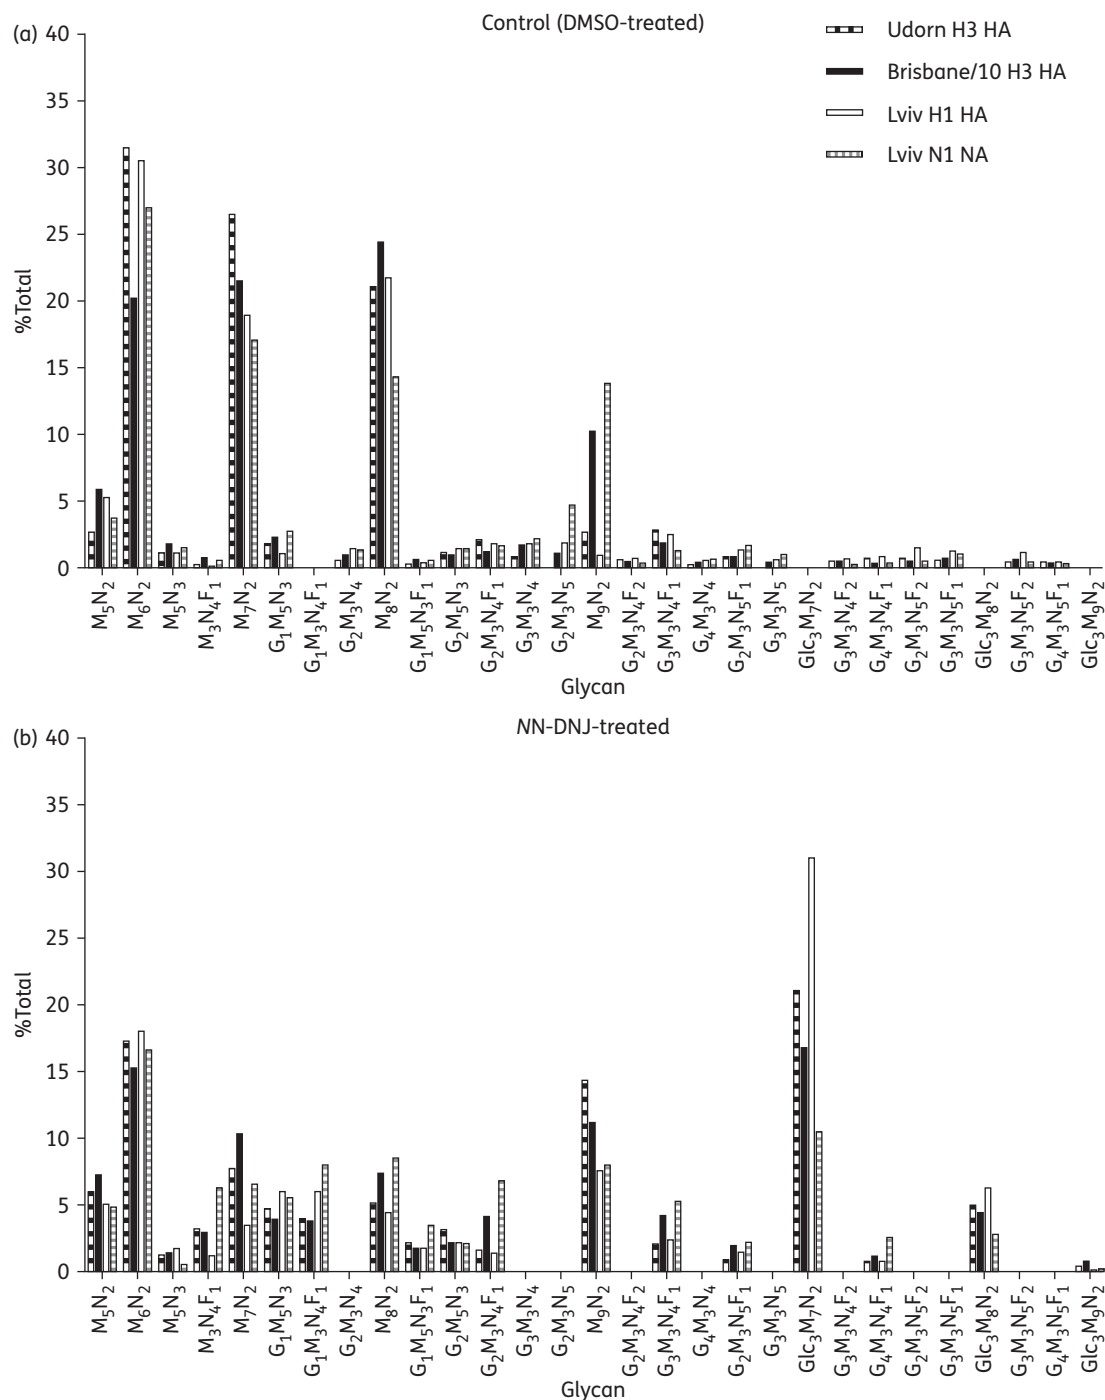 (a)
Control (DMSO-treated)
Udorn H3 HA
Brisbane/10 H3 HA
Lviv H1 HA
Lviv N1 NA
40
35
30
25
20
15
10
5
0
%Total
M5N2
M6N2
M5N3
M3N4F1
M7N2
G1M5N3
G1M3N4F1
G2M3N4
M8N2
G1M5N3F1
G2M5N3
G2M3N4F1
G3M3N4
G2M3N5
M9N2
G2M3N4F2
G3M3N4F1
G4M3N4
G2M3N5F1
G3M3N5
Glc3M7N2
G3M3N4F2
G4M3N4F1
G2M3N5F2
G3M3N5F1
Glc3M8N2
G3M3N5F2
G4M3N5F1
Glc3M9N2
Glycan
(b)
NN-DNJ-treated
40
35
30
25
20
15
10
5
0
%Total
M5N2
M6N2
M5N3
M3N4F1
M7N2
G1M5N3
G1M3N4F1
G2M3N4
M8N2
G1M5N3F1
G2M5N3
G2M3N4F1
G3M3N4
G2M3N5
M9N2
G2M3N4F2
G3M3N4F1
G4M3N4
G2M3N5F1
G3M3N5
Glc3M7N2
G3M3N4F2
G4M3N4F1
G2M3N5F2
G3M3N5F1
Glc3M8N2
G3M3N5F2
G4M3N5F1
Glc3M9N2
Glycan